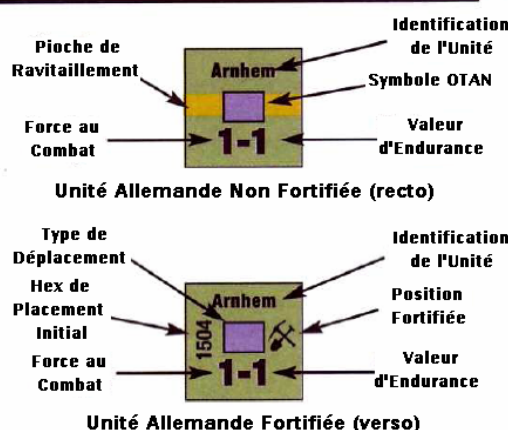 Identification
de l'Unité
Pioche de
Ravitaillement
Arnhem
Symbole OTAN
Force au
Combat
1-1
Valeur
d'Endurance
Unité Allemande Non Fortifiée (recto)
Type de
Déplacement
Identification
de l'Unité
Hex de
Placement
Initial
Arnhem
1504
Position
Fortifiée
Force au
Combat
1-1
Valeur
d'Endurance
Unité Allemande Fortifiée (verso)